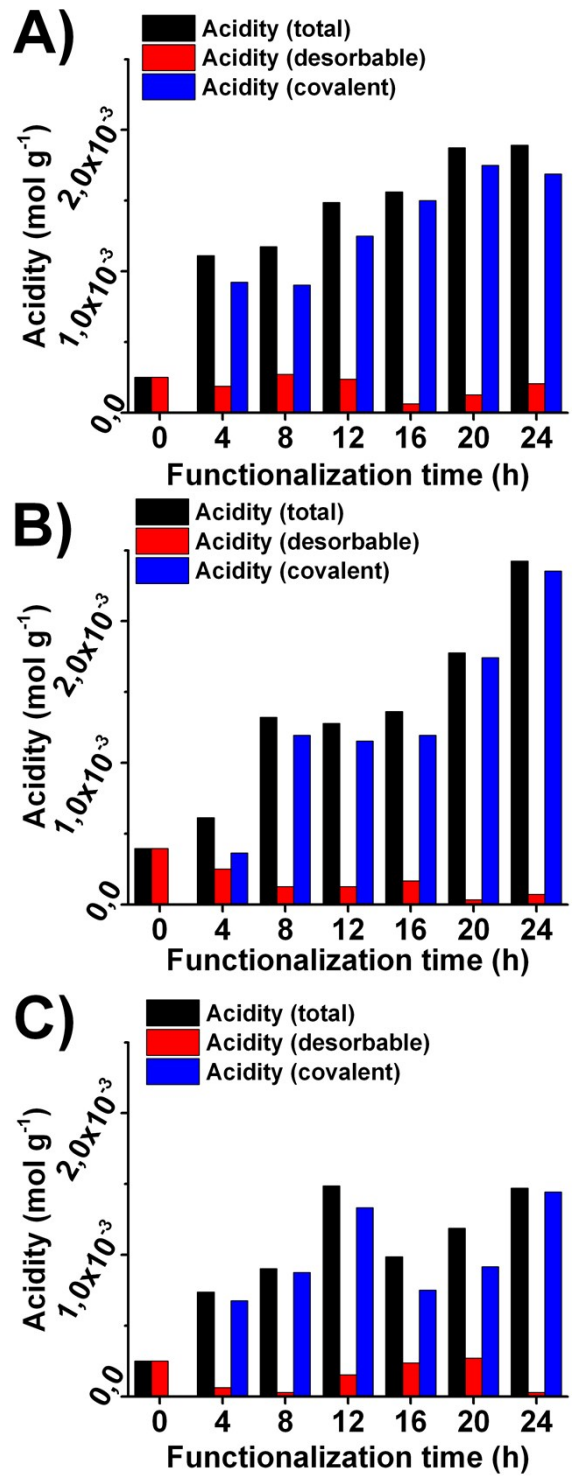 A)
Acidity (total)
Acidity (desorbable)
Acidity (covalent)
Acidity (mol g⁻¹)
2,0x10⁻³
1,0x10⁻³
0,0
0 4 8 12 16 20 24
Functionalization time (h)
B)
Acidity (total)
Acidity (desorbable)
Acidity (covalent)
Acidity (mol g⁻¹)
2,0x10⁻³
1,0x10⁻³
0,0
0 4 8 12 16 20 24
Functionalization time (h)
C)
Acidity (total)
Acidity (desorbable)
Acidity (covalent)
Acidity (mol g⁻¹)
2,0x10⁻³
1,0x10⁻³
0,0
0 4 8 12 16 20 24
Functionalization time (h)